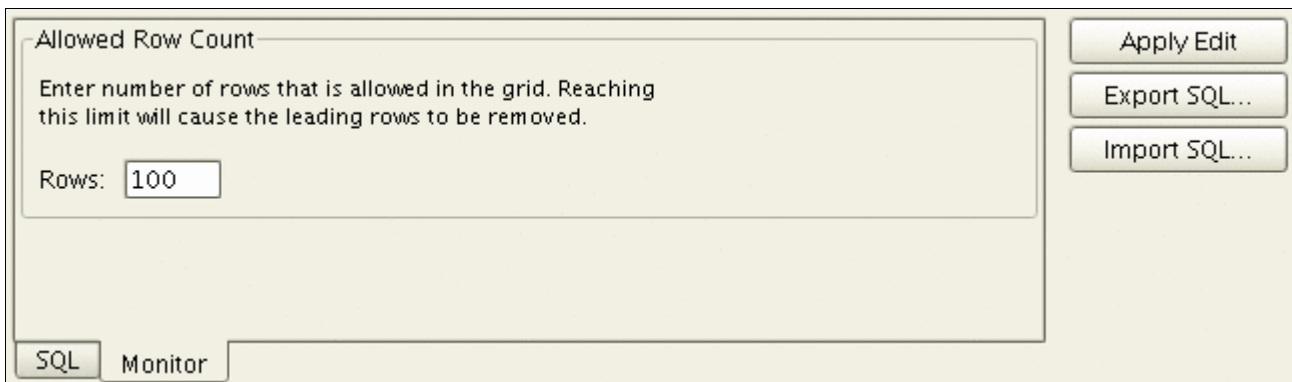 Allowed Row Count
Enter number of rows that is allowed in the grid. Reaching
this limit will cause the leading rows to be removed.
Rows: 100
Apply Edit
Export SQL...
Import SQL...
SQL Monitor